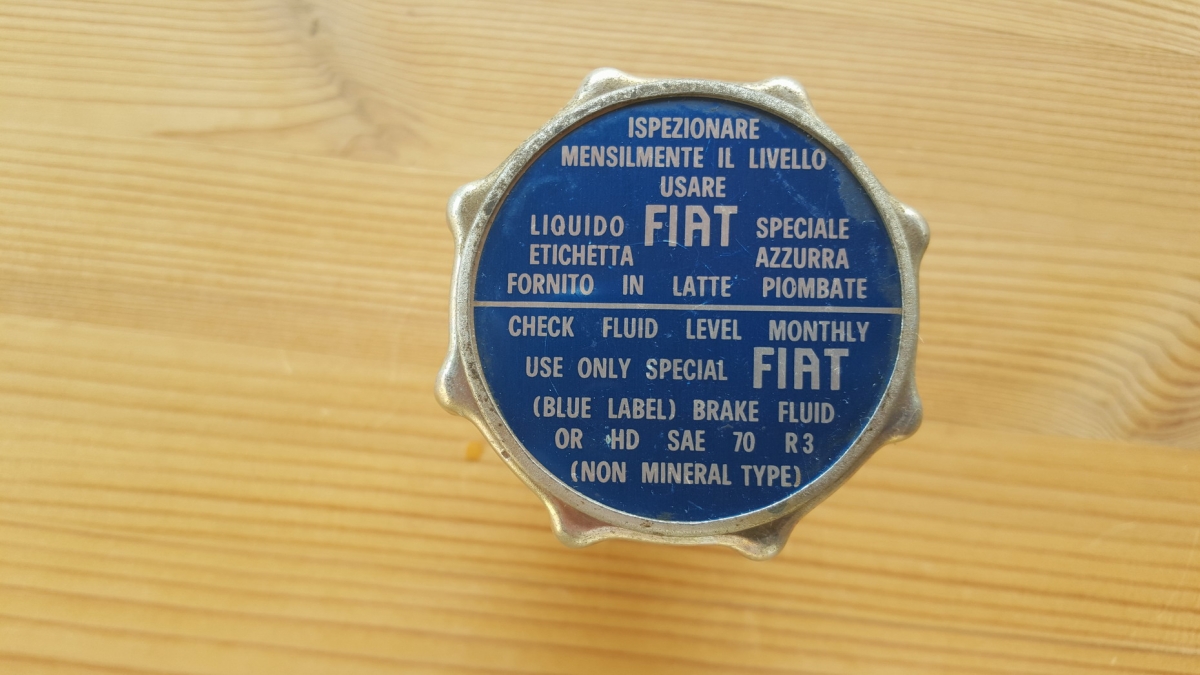 ISPEZIONARE
MENSILMENTE IL LIVELLO
USARE
LIQUIDO FIAT SPECIALE
ETICHETTA AZZURRA
FORNITO IN LATTE PIOMBATE
CHECK FLUID LEVEL MONTHLY
USE ONLY SPECIAL FIAT
(BLUE LABEL) BRAKE FLUID
OR HD SAE 70 R3
(NON MINERAL TYPE)